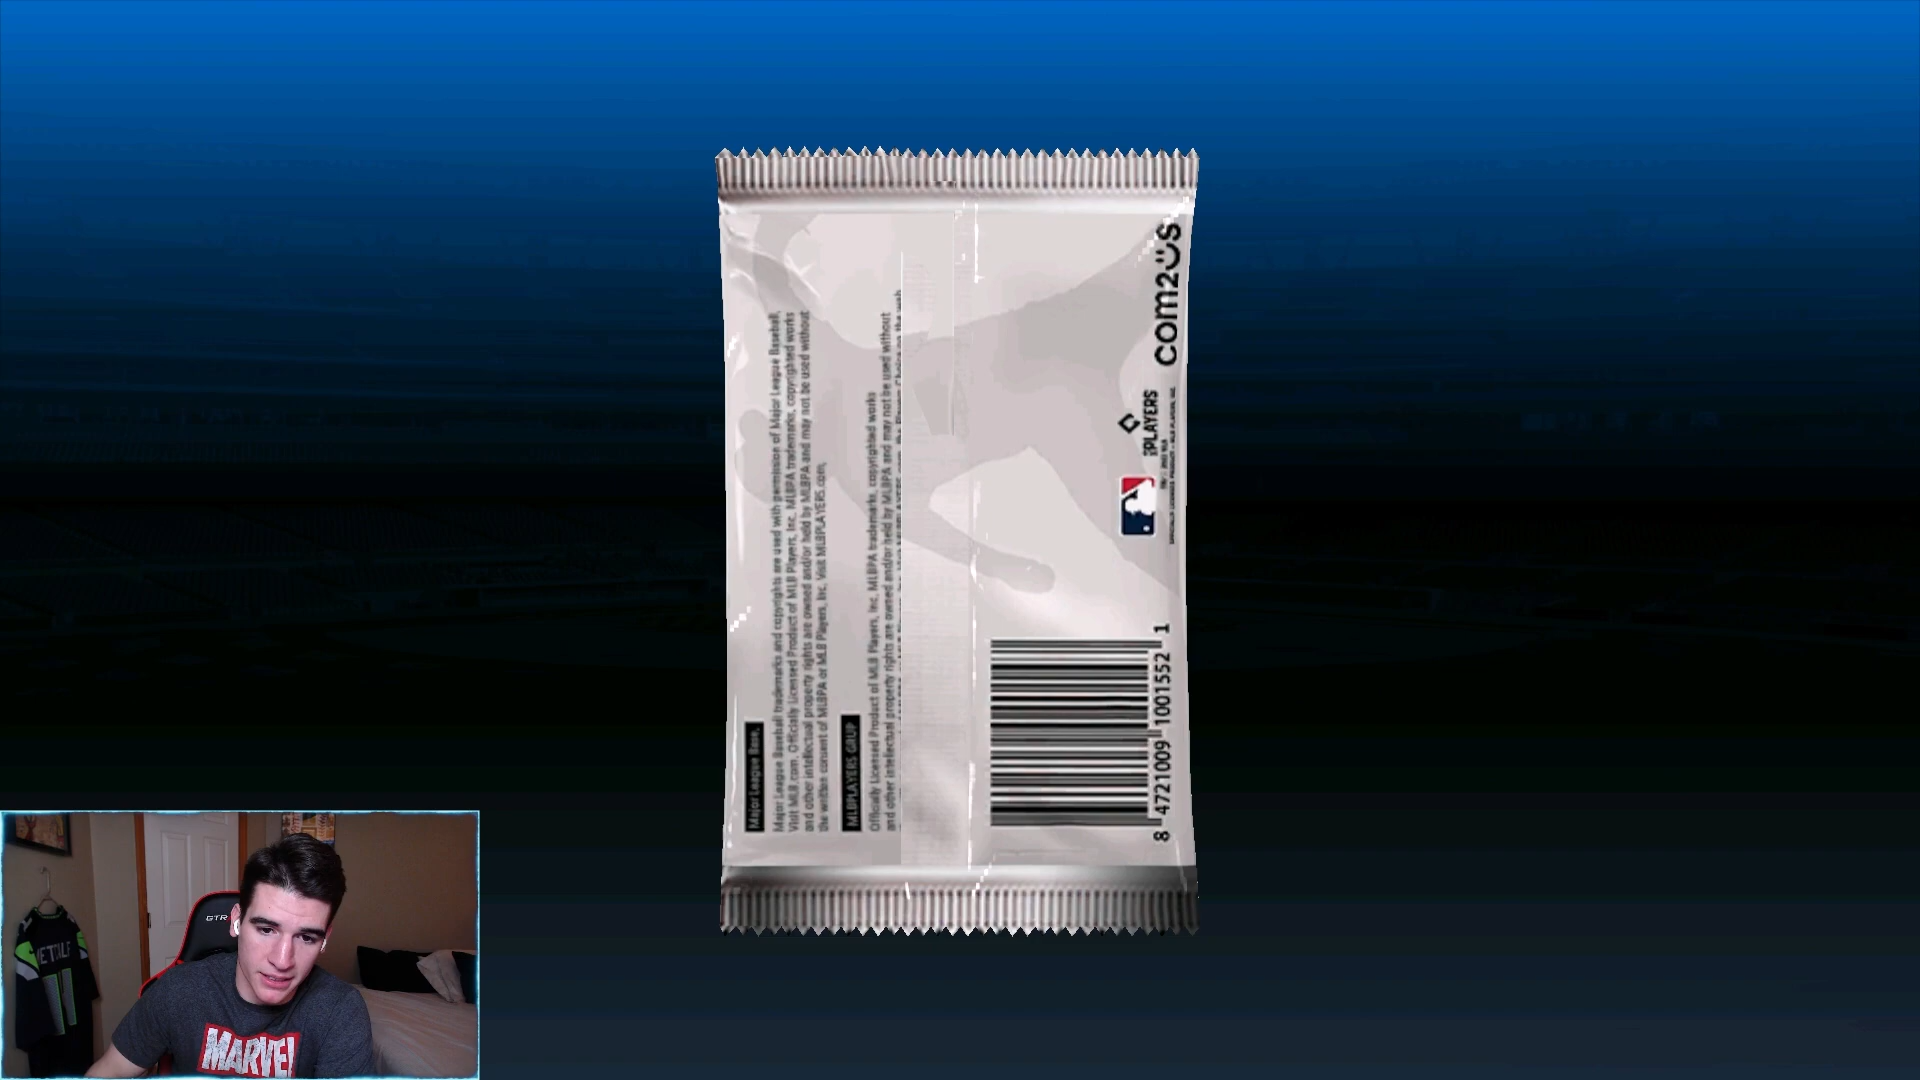 Major League Base.
Major League Baseball trademarks and copyrights are used with permission of Major League Baseball.
Visit MLB.com. Officially Licensed Product of MLB Players, Inc. MLBPA trademarks, copyrighted works
and other intellectual property rights are owned and/or held by MLBPA and may not be used without
the written consent of MLBPA or MLB Players, Inc. Visit MLBPLAYERS.com,
MLBPLAYERS GRUP
Officially Licensed Product of MLB Players, Inc. MLBPA trademarks, copyrighted works
and other intellectual property rights are owned and/or held by MLBPA and may not be used without
com2us
PLAYERS
8 4721009 1001552 1
GTR
METCALF
MARVEL